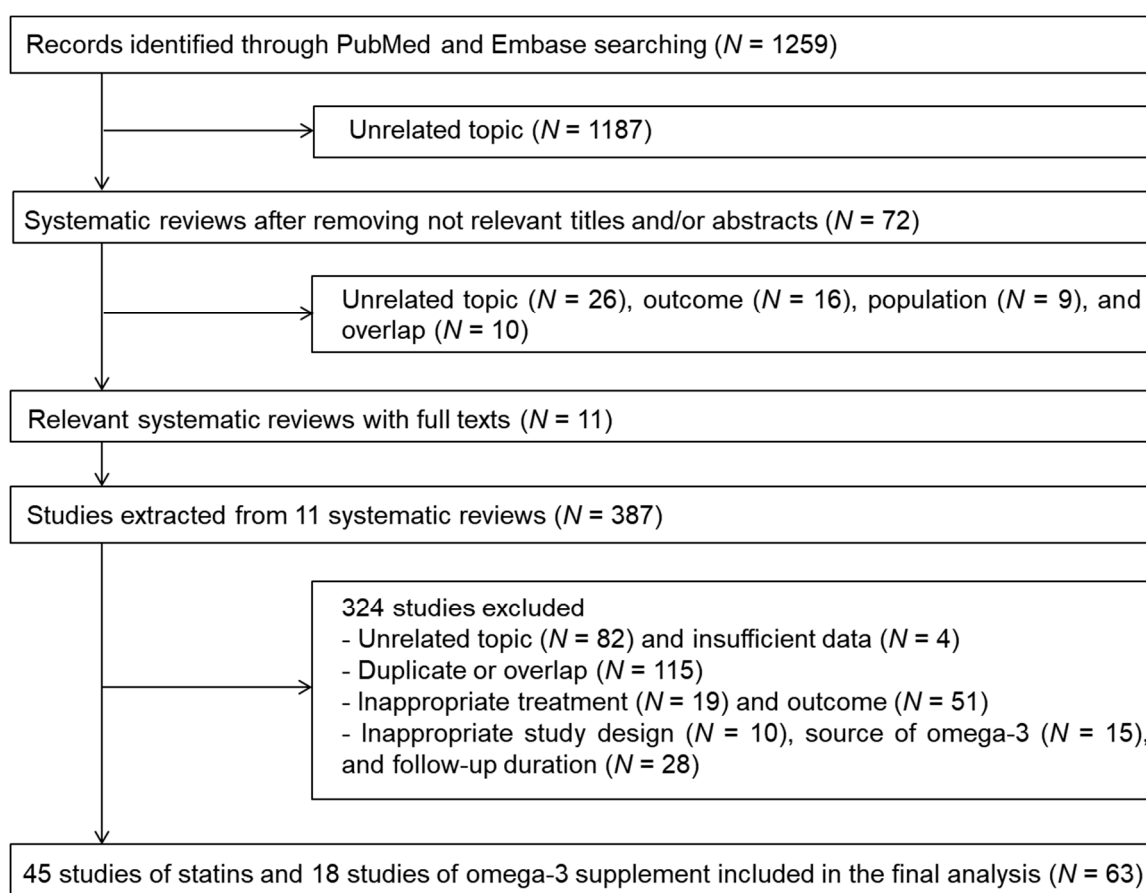 Records identified through PubMed and Embase searching (N = 1259)
Unrelated topic (N = 1187)
Systematic reviews after removing not relevant titles and/or abstracts (N = 72)
Unrelated topic (N = 26), outcome (N = 16), population (N = 9), and
overlap (N = 10)
Relevant systematic reviews with full texts (N = 11)
Studies extracted from 11 systematic reviews (N = 387)
324 studies excluded
- Unrelated topic (N = 82) and insufficient data (N = 4)
- Duplicate or overlap (N = 115)
- Inappropriate treatment (N = 19) and outcome (N = 51)
- Inappropriate study design (N = 10), source of omega-3 (N = 15),
and follow-up duration (N = 28)
45 studies of statins and 18 studies of omega-3 supplement included in the final analysis (N = 63)